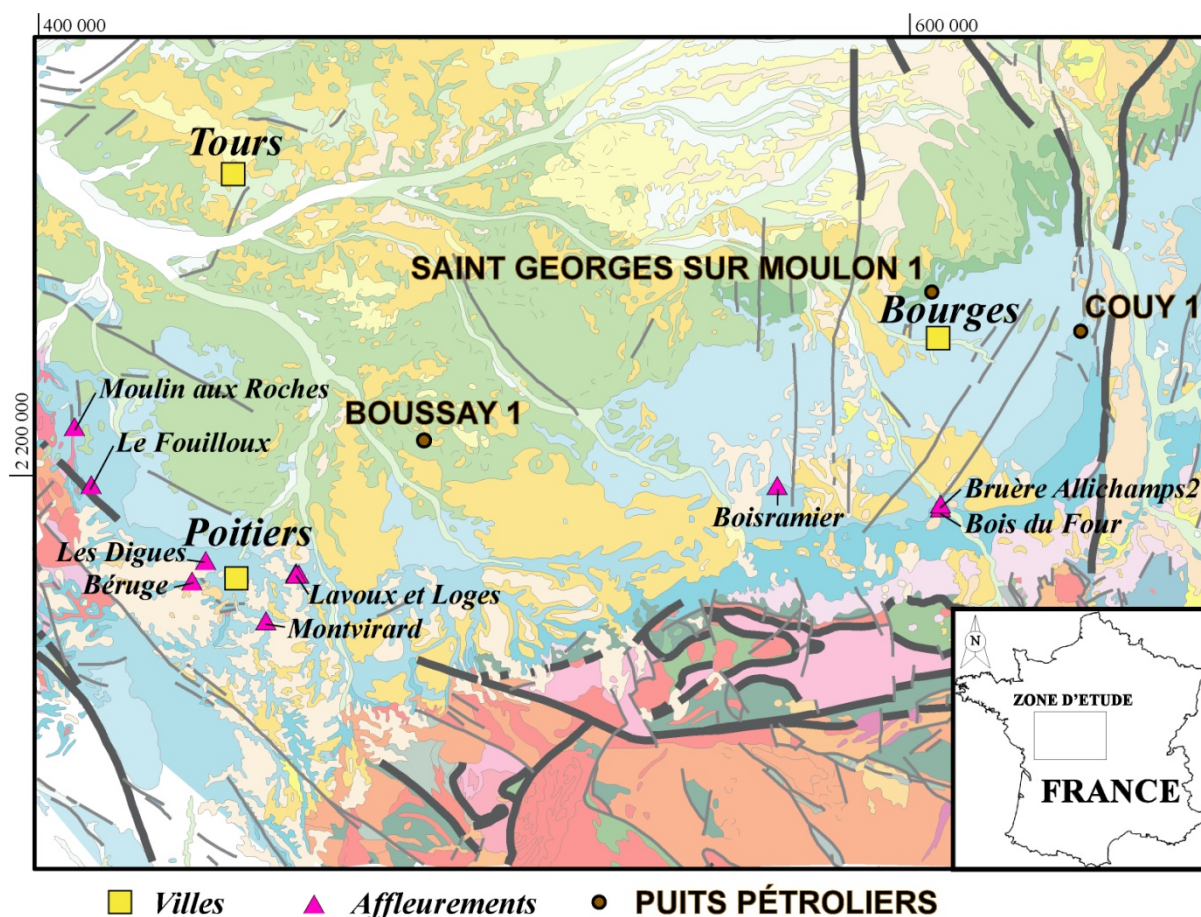 400 000
600 000
Tours
SAINT GEORGES SUR MOULON 1
Bourges
COUY 1
2 200 000
Moulin aux Roches
Le Fouilloux
BOUSSAY 1
Boisramier
Bruère Allichamps2
Bois du Four
Poitiers
Les Digues
Béruge
Lavoux et Loges
Montvirard
N
ZONE D'ETUDE
FRANCE
Villes
Affleurements
PUITS PÉTROLIERS